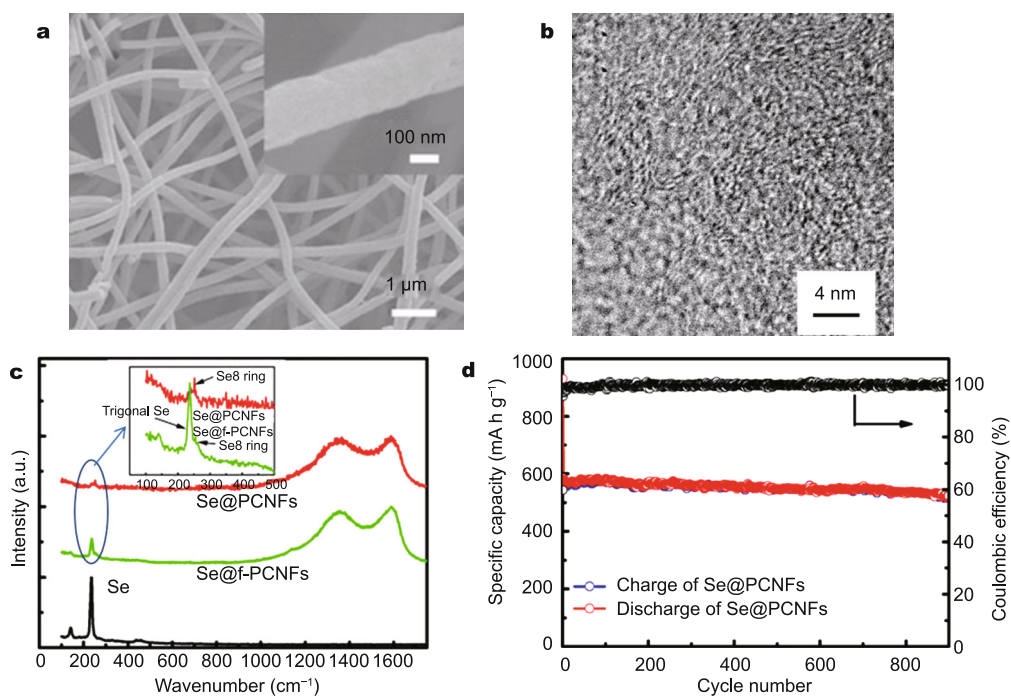 a
100 nm
1 μm
b
4 nm
c
Se8 ring
Trigonal Se
Se@PCNFs
Se@f-PCNFs
Se8 ring
100 200 300 400 500
Se@PCNFs
Se@f-PCNFs
Se
Intensity (a.u.)
0 200 400 600 800 1000 1200 1400 1600
Wavenumber (cm⁻¹)
d
1000
800
600
200
0
Specific capacity (mA h g⁻¹)
Charge of Se@PCNFs
Discharge of Se@PCNFs
100
80
60
40
20
0
Coulombic efficiency (%)
0 200 400 600 800
Cycle number